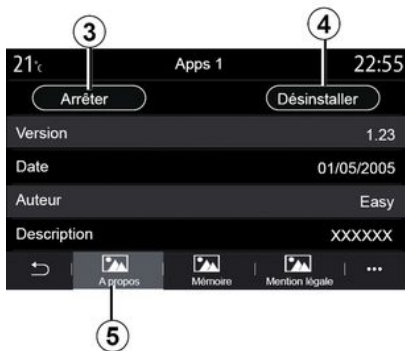 3 4
21°c Apps 1 22:55
Arrêter Désinstaller
Version 1.23
Date 01/05/2005
Auteur Easy
Description XXXXXX
A propos Mémoire Mention légale ...
5